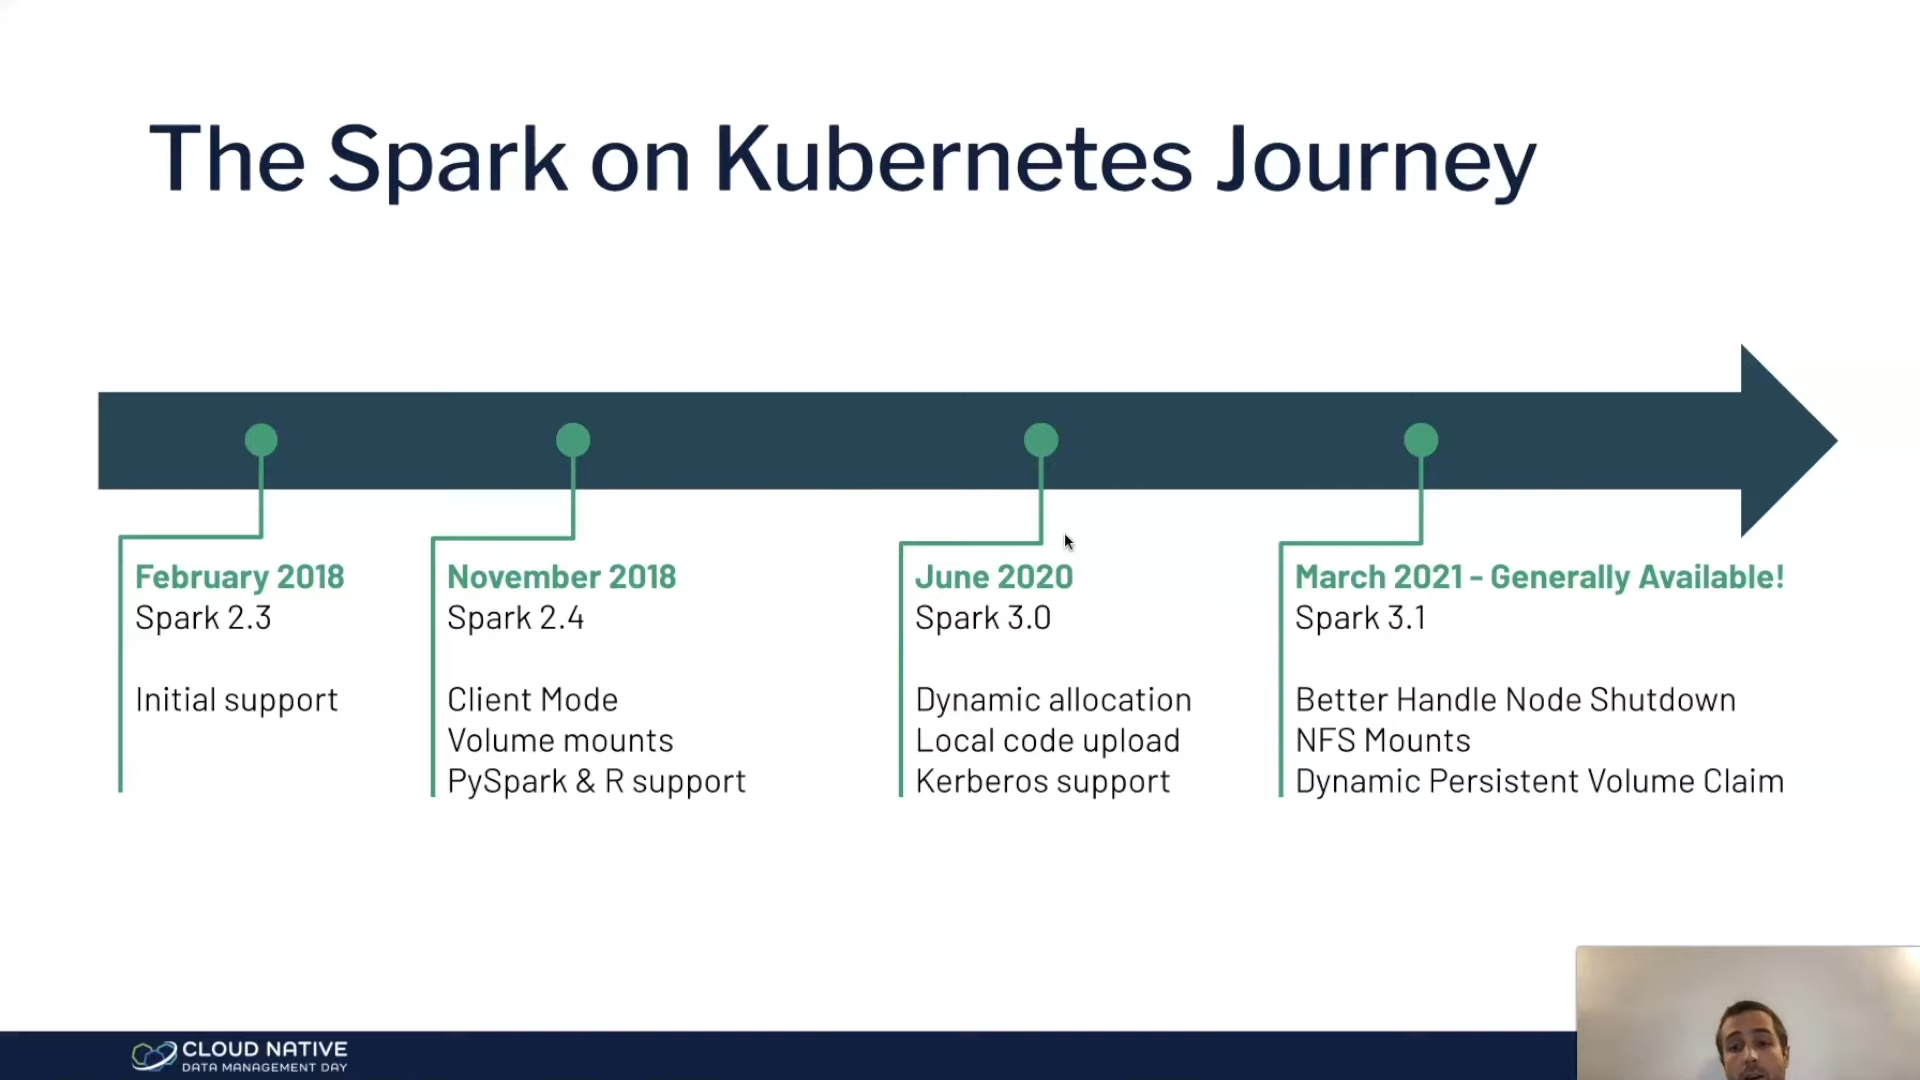 The Spark on Kubernetes Journey
February 2018
Spark 2.3
Initial support
November 2018
Spark 2.4
Client Mode
Volume mounts
PySpark & R support
June 2020
Spark 3.0
Dynamic allocation
Local code upload
Kerberos support
March 2021 - Generally Available!
Spark 3.1
Better Handle Node Shutdown
NFS Mounts
Dynamic Persistent Volume Claim
CLOUD NATIVE
DATA MANAGEMENT DAY